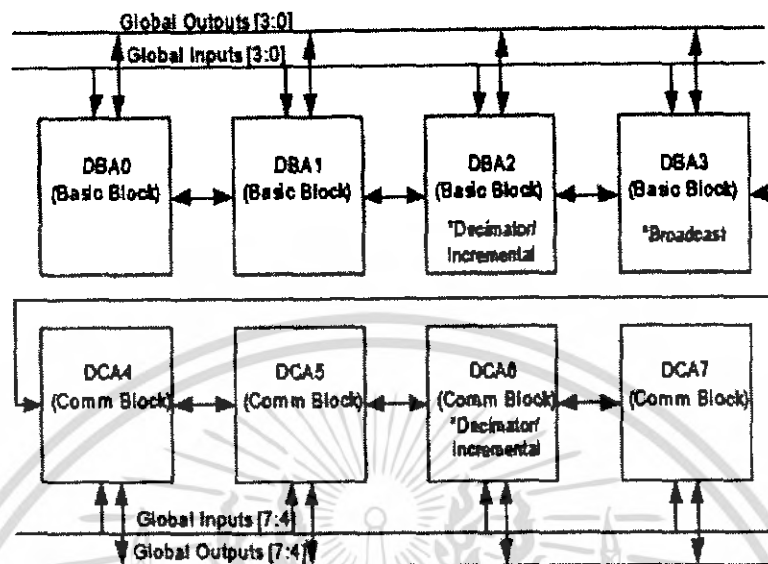 Global Outputs [3:0]
Global Inputs [3:0]
DBA0
(Basic Block)
DBA1
(Basic Block)
DBA2
(Basic Block)
*Decimator/
Incremental
DBA3
(Basic Block)
*Broadcast
DCA4
(Comm Block)
DCA5
(Comm Block)
DCA6
(Comm Block)
*Decimator/
Incremental
DCA7
(Comm Block)
Global Inputs [7:4]
Global Outputs [7:4]